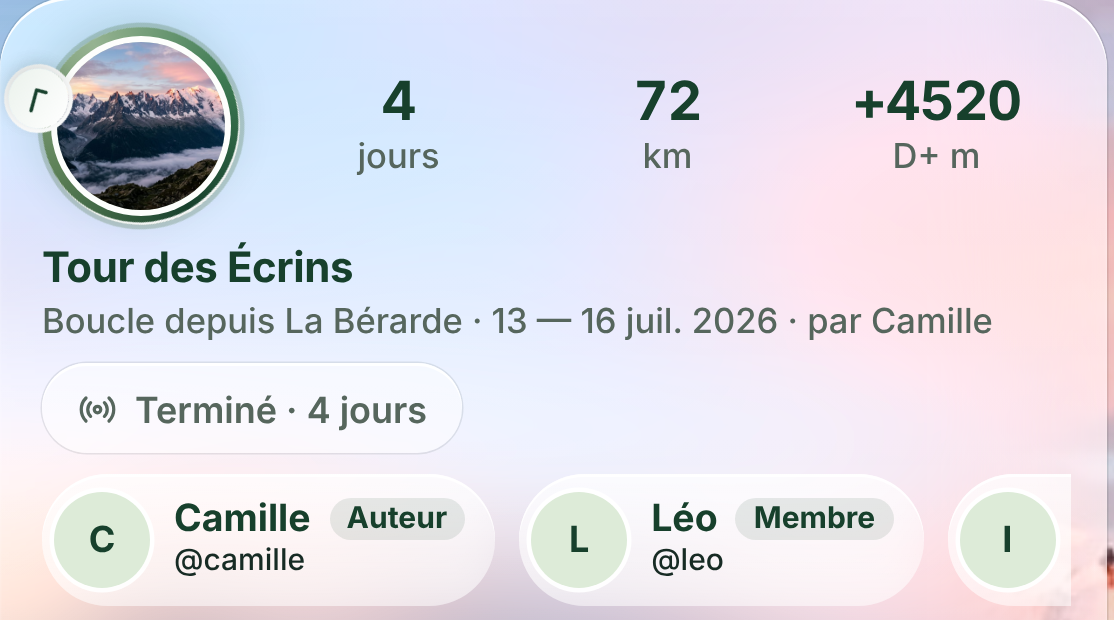 4
jours
72
km
+4520
D+ m
Tour des Écrins
Boucle depuis La Bérarde · 13 — 16 juil. 2026 · par Camille
Terminé · 4 jours
C
Camille
Auteur
@camille
L
Léo
Membre
@leo
I